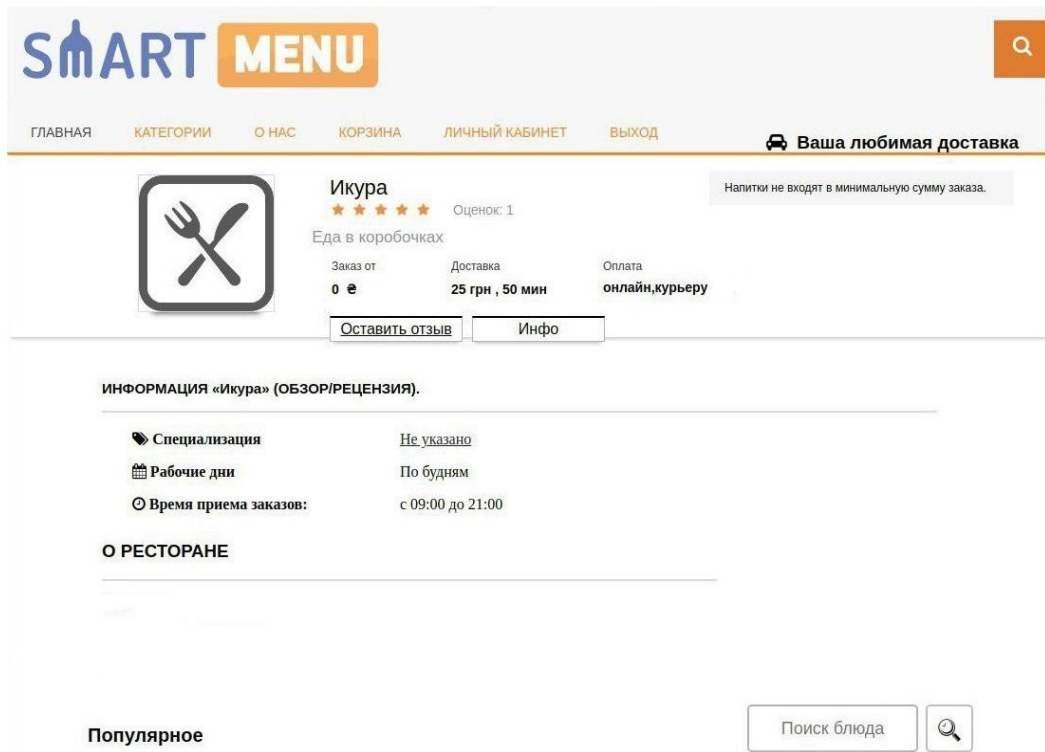 SMART MENU
ГЛАВНАЯ КАТЕГОРИИ О НАС КОРЗИНА ЛИЧНЫЙ КАБИНЕТ ВЫХОД
Ваша любимая доставка
Икура
Оценок: 1
Напитки не входят в минимальную сумму заказа.
Еда в коробочках
Заказ от Доставка Оплата
0 ₴ 25 грн , 50 мин онлайн,курьеру
Оставить отзыв Инфо
ИНФОРМАЦИЯ «Икура» (ОБЗОР/РЕЦЕНЗИЯ).
Специализация Не указано
Рабочие дни По будням
Время приема заказов: с 09:00 до 21:00
О РЕСТОРАНЕ
Популярное
Поиск блюда